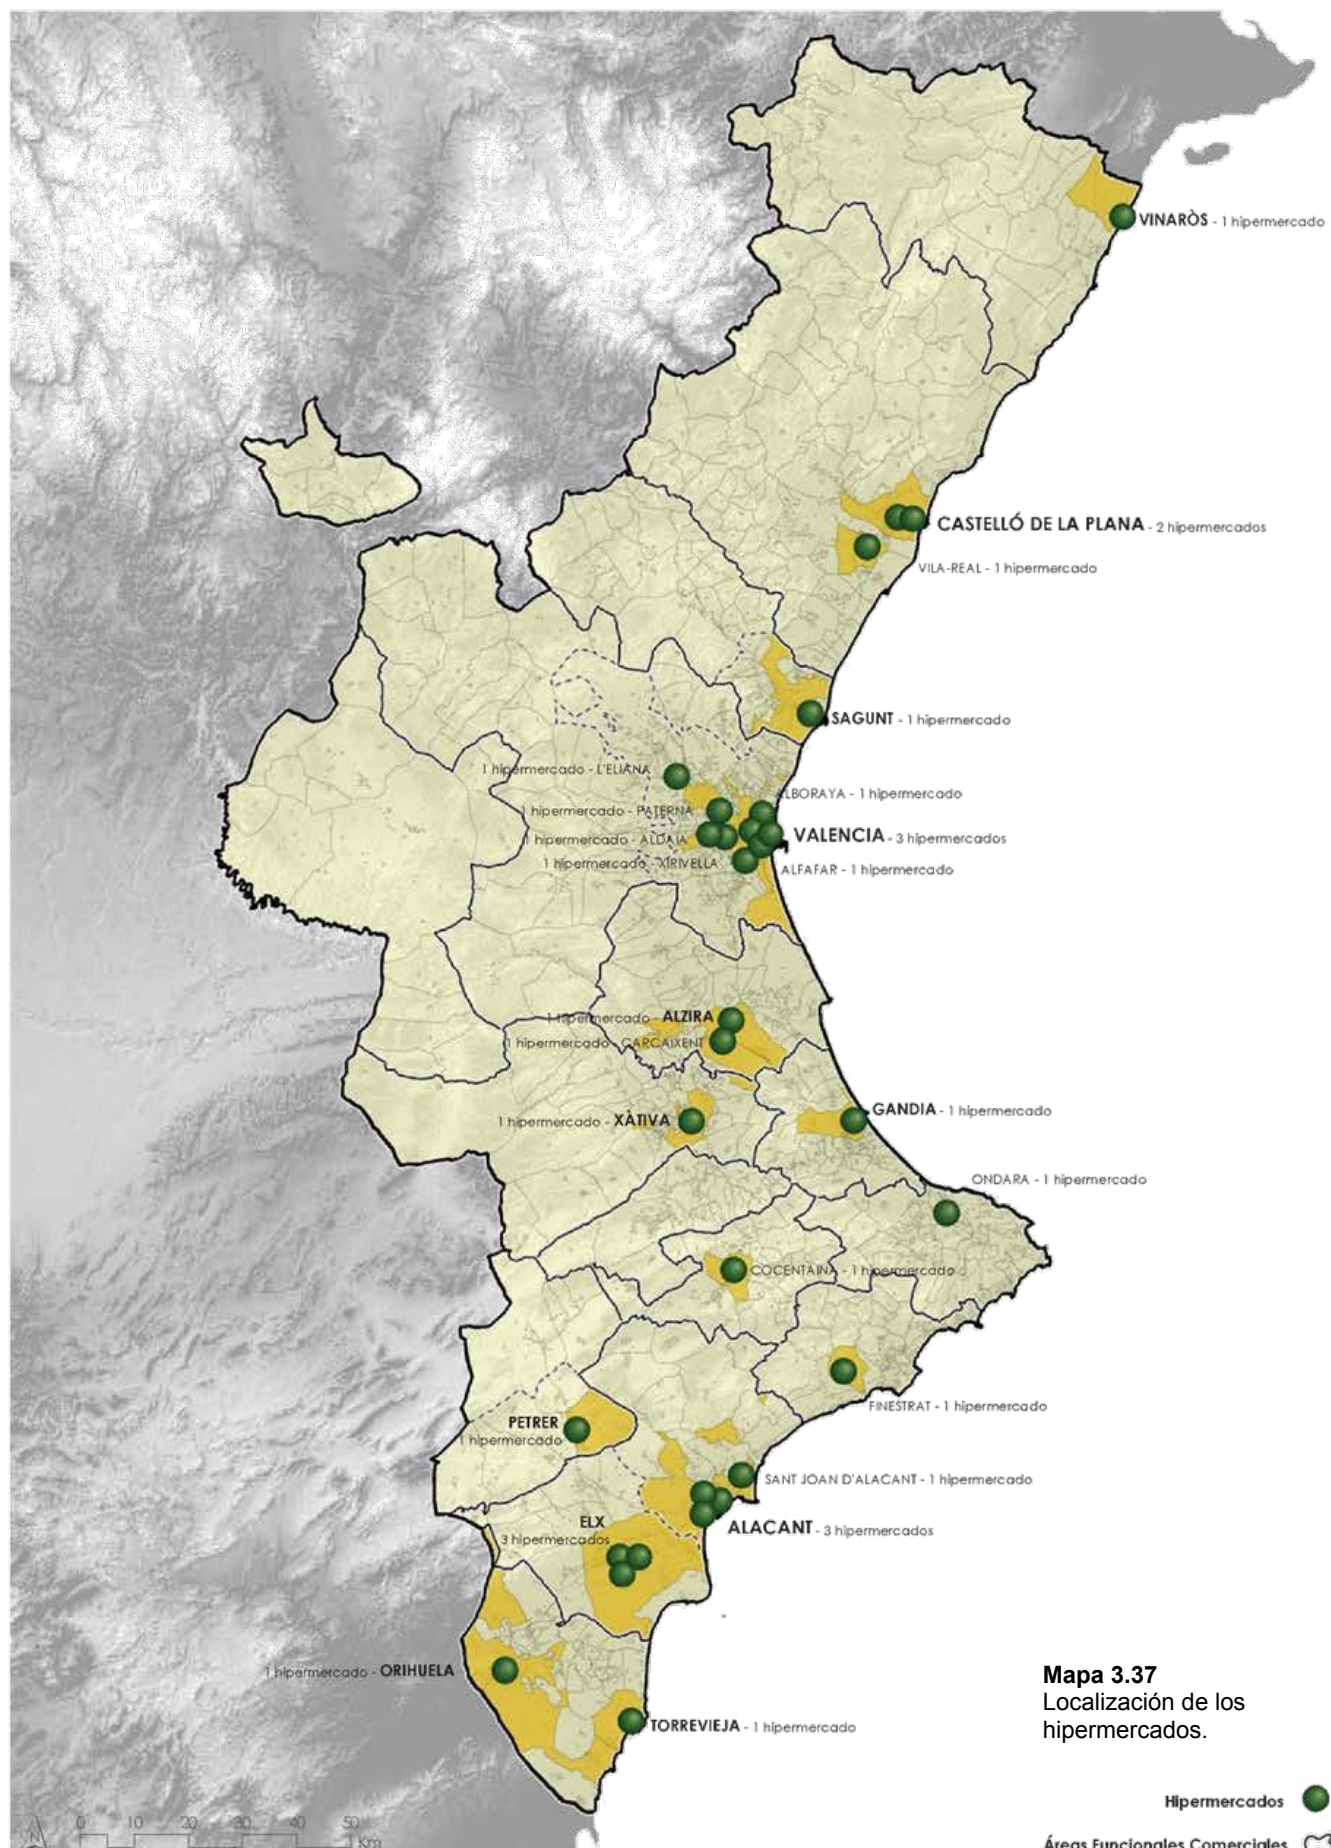 VINARÒS - 1 hipermercado
CASTELLÓ DE LA PLANA - 2 hipermercados
VILA-REAL - 1 hipermercado
SAGUNT - 1 hipermercado
1 hipermercado - L'ELIANA
LBORAYA - 1 hipermercado
1 hipermercado - PATERNA
VALENCIA - 3 hipermercados
1 hipermercado - ALDAIA
1 hipermercado - XIRIVELLA
ALFAFAR - 1 hipermercado
1 hipermercado - ALZIRA
1 hipermercado - CARCAIXENT
GANDIA - 1 hipermercado
1 hipermercado - XÀTIVA
ONDARA - 1 hipermercado
COCENTAINA - 1 hipermercado
FINESTRAT - 1 hipermercado
PETRER
1 hipermercado
SANT JOAN D'ALACANT - 1 hipermercado
ELX
3 hipermercados
ALACANT - 3 hipermercados
1 hipermercado - ORIHUELA
TORREVIEJA - 1 hipermercado
Mapa 3.37
Localización de los
hipermercados.
Hipermercados
Áreas Funcionales Comerciales
0 10 20 30 40 50
Km
N